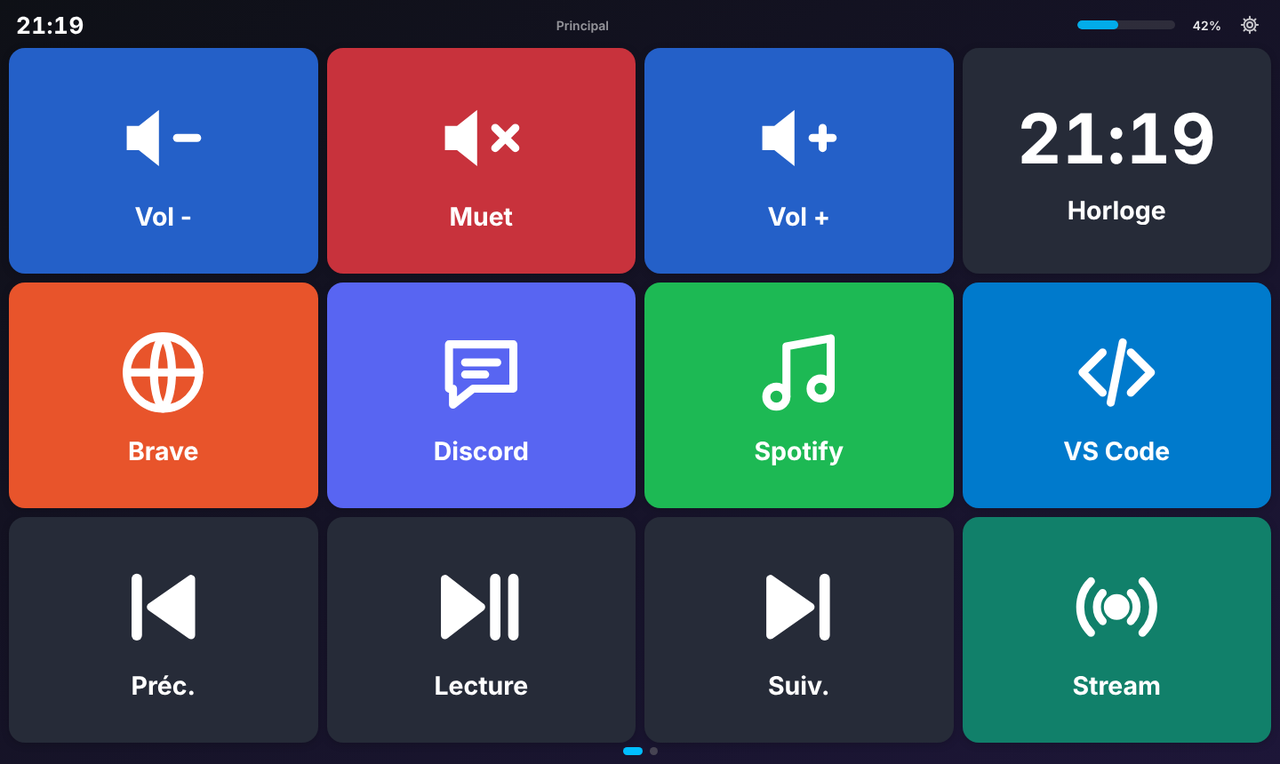 21:19
Principal
42%
Vol -
Muet
Vol +
21:19
Horloge
Brave
Discord
Spotify
VS Code
Préc.
Lecture
Suiv.
Stream